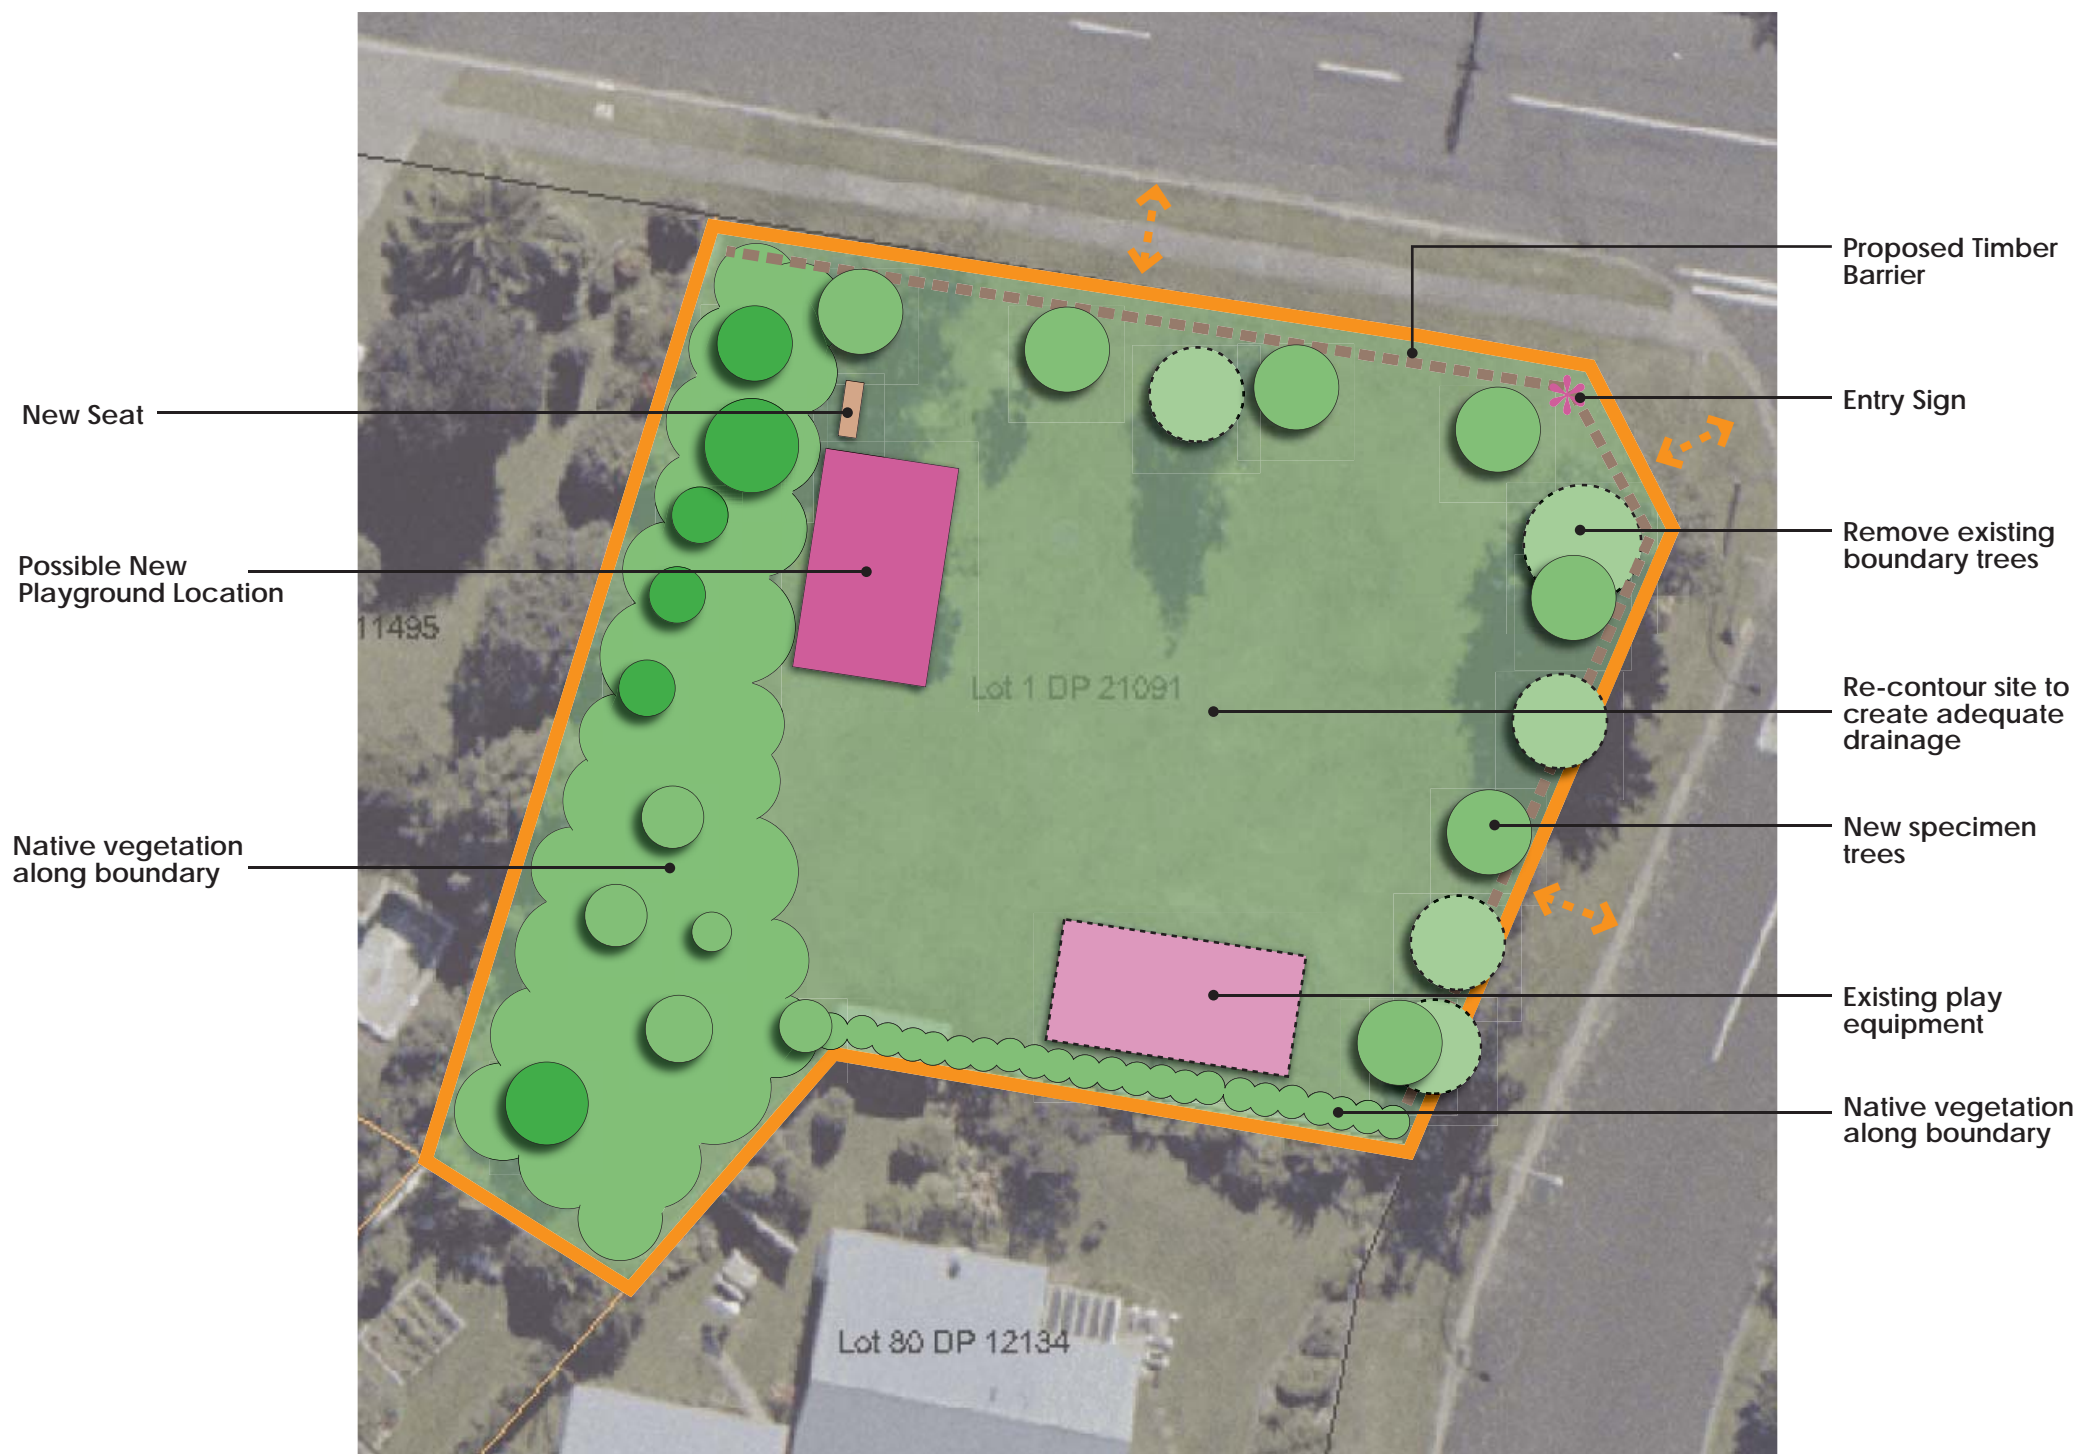 Proposed Timber
Barrier
Entry Sign
New Seat
Remove existing
boundary trees
Possible New
Playground Location
11495
Lot 1 DP 21091
Re-contour site to
create adequate
drainage
New specimen
trees
Native vegetation
along boundary
Existing play
equipment
Native vegetation
along boundary
Lot 80 DP 12134